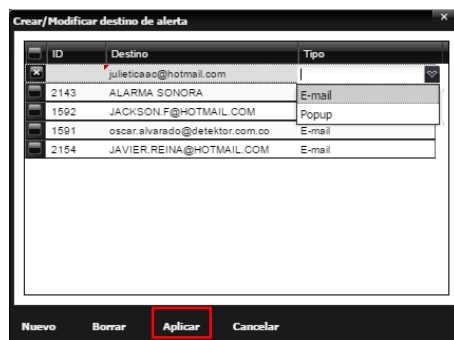 Crear/Modificar destino de alerta
ID Destino Tipo
julieticaac@hotmail.com
2143 ALARMA SONORA E-mail
1592 JACKSON.F@HOTMAIL.COM Popup
1591 oscar.alvarado@detektor.com.co E-mail
2154 JAVIER.REINA@HOTMAIL.COM E-mail
Nuevo Borrar Aplicar Cancelar